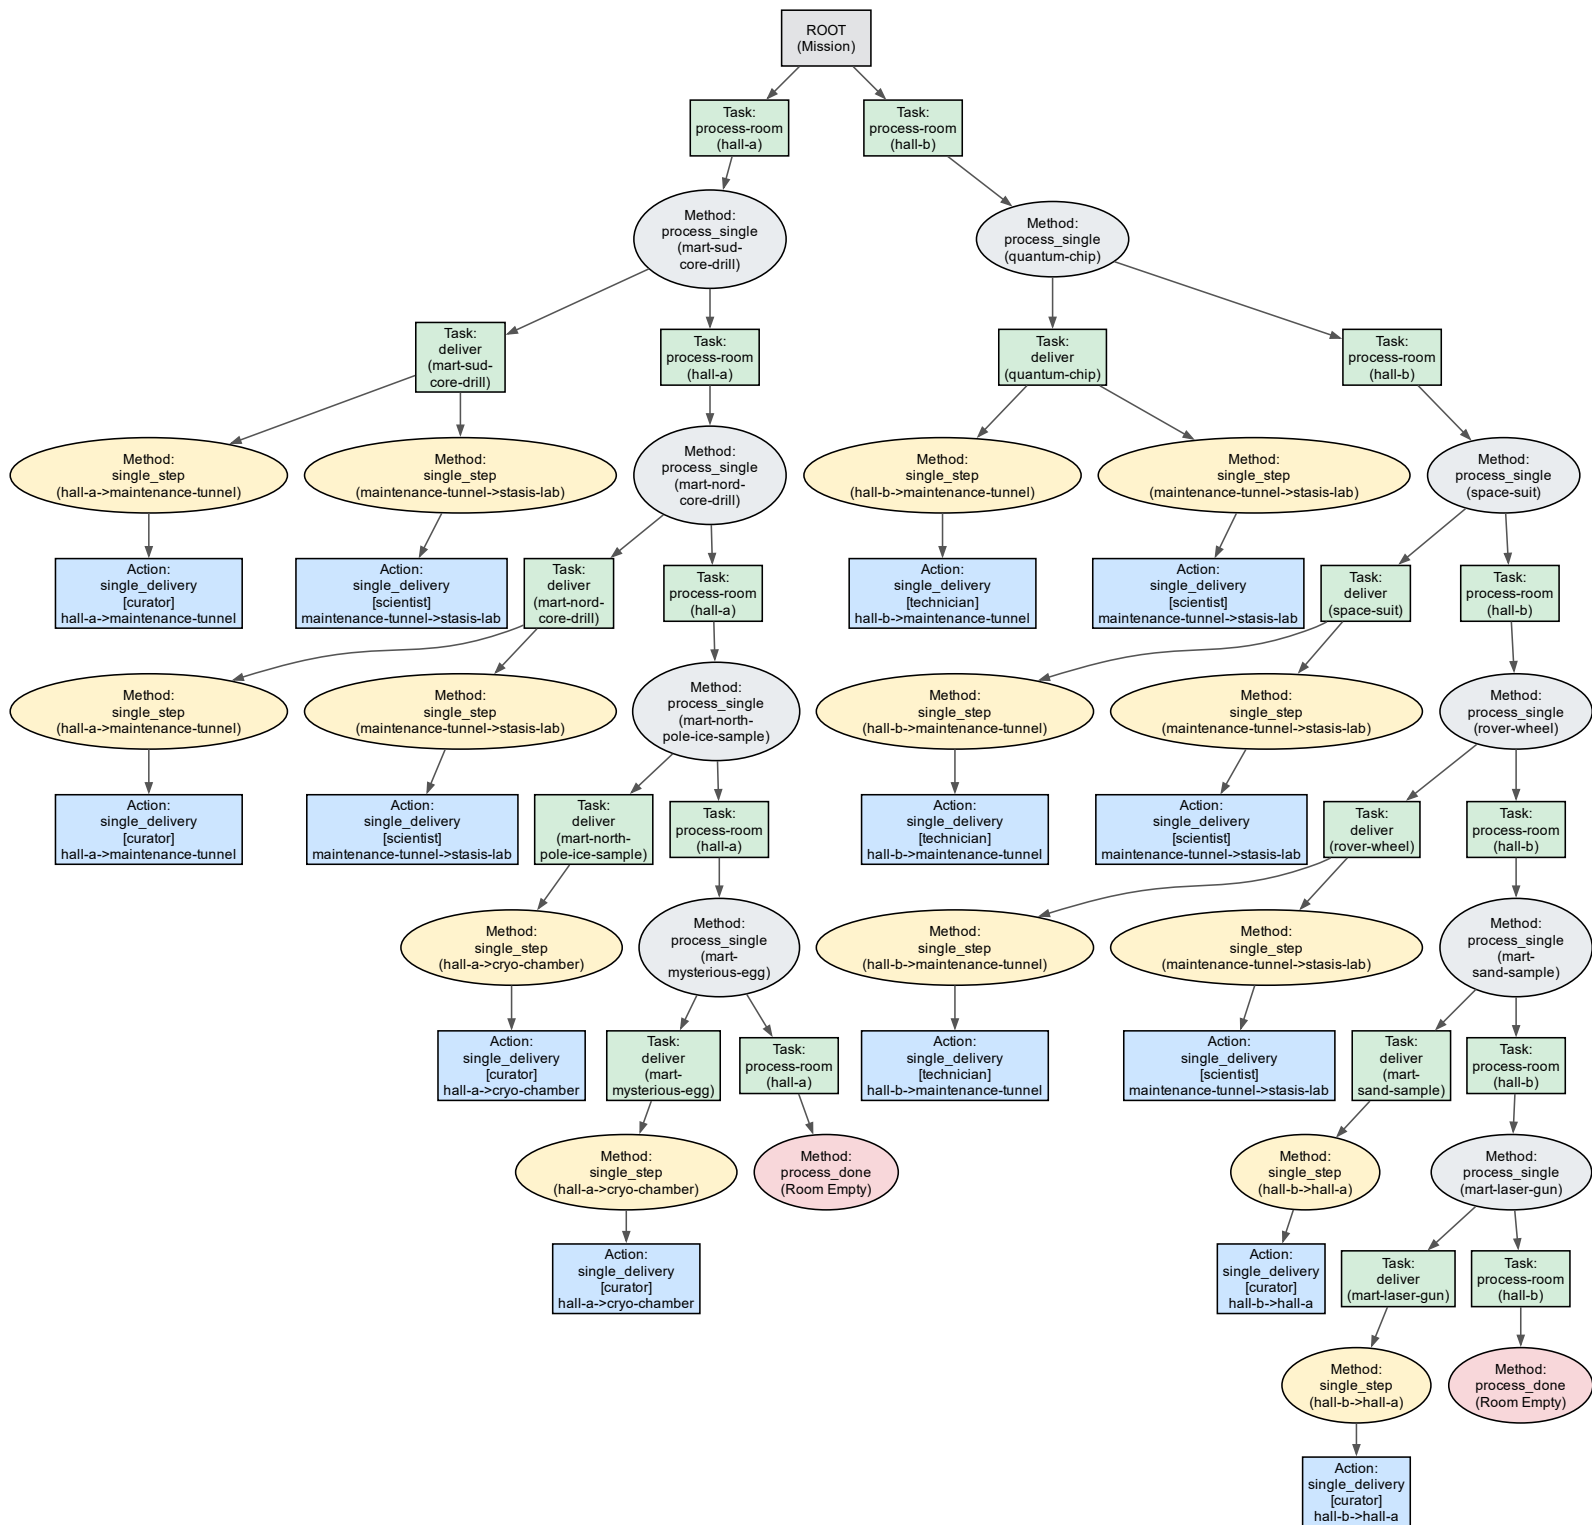 ROOT
(Mission)
Task:
process-room
(hall-a)
Task:
process-room
(hall-b)
Method:
process_single
(mart-sud-
core-drill)
Method:
process_single
(quantum-chip)
Task:
deliver
(mart-sud-
core-drill)
Task:
process-room
(hall-a)
Task:
deliver
(quantum-chip)
Task:
process-room
(hall-b)
Method:
single_step
(hall-a->maintenance-tunnel)
Method:
single_step
(maintenance-tunnel->stasis-lab)
Method:
process_single
(mart-nord-
core-drill)
Method:
single_step
(hall-b->maintenance-tunnel)
Method:
single_step
(maintenance-tunnel->stasis-lab)
Method:
process_single
(space-suit)
Action:
single_delivery
[curator]
hall-a->maintenance-tunnel
Action:
single_delivery
[scientist]
maintenance-tunnel->stasis-lab
Task:
deliver
(mart-nord-
core-drill)
Task:
process-room
(hall-a)
Action:
single_delivery
[technician]
hall-b->maintenance-tunnel
Action:
single_delivery
[scientist]
maintenance-tunnel->stasis-lab
Task:
deliver
(space-suit)
Task:
process-room
(hall-b)
Method:
single_step
(hall-a->maintenance-tunnel)
Method:
single_step
(maintenance-tunnel->stasis-lab)
Method:
process_single
(mart-north-
pole-ice-sample)
Method:
single_step
(hall-b->maintenance-tunnel)
Method:
single_step
(maintenance-tunnel->stasis-lab)
Method:
process_single
(rover-wheel)
Action:
single_delivery
[curator]
hall-a->maintenance-tunnel
Action:
single_delivery
[scientist]
maintenance-tunnel->stasis-lab
Task:
deliver
(mart-north-
pole-ice-sample)
Task:
process-room
(hall-a)
Action:
single_delivery
[technician]
hall-b->maintenance-tunnel
Action:
single_delivery
[scientist]
maintenance-tunnel->stasis-lab
Task:
deliver
(rover-wheel)
Task:
process-room
(hall-b)
Method:
single_step
(hall-a->cryo-chamber)
Method:
process_single
(mart-
mysterious-egg)
Method:
single_step
(hall-b->maintenance-tunnel)
Method:
single_step
(maintenance-tunnel->stasis-lab)
Method:
process_single
(mart-
sand-sample)
Action:
single_delivery
[curator]
hall-a->cryo-chamber
Task:
deliver
(mart-
mysterious-egg)
Task:
process-room
(hall-a)
Action:
single_delivery
[technician]
hall-b->maintenance-tunnel
Action:
single_delivery
[scientist]
maintenance-tunnel->stasis-lab
Task:
deliver
(mart-
sand-sample)
Task:
process-room
(hall-b)
Method:
single_step
(hall-a->cryo-chamber)
Method:
process_done
(Room Empty)
Method:
single_step
(hall-b->hall-a)
Method:
process_single
(mart-laser-gun)
Action:
single_delivery
[curator]
hall-a->cryo-chamber
Action:
single_delivery
[curator]
hall-b->hall-a
Task:
deliver
(mart-laser-gun)
Task:
process-room
(hall-b)
Method:
single_step
(hall-b->hall-a)
Method:
process_done
(Room Empty)
Action:
single_delivery
[curator]
hall-b->hall-a